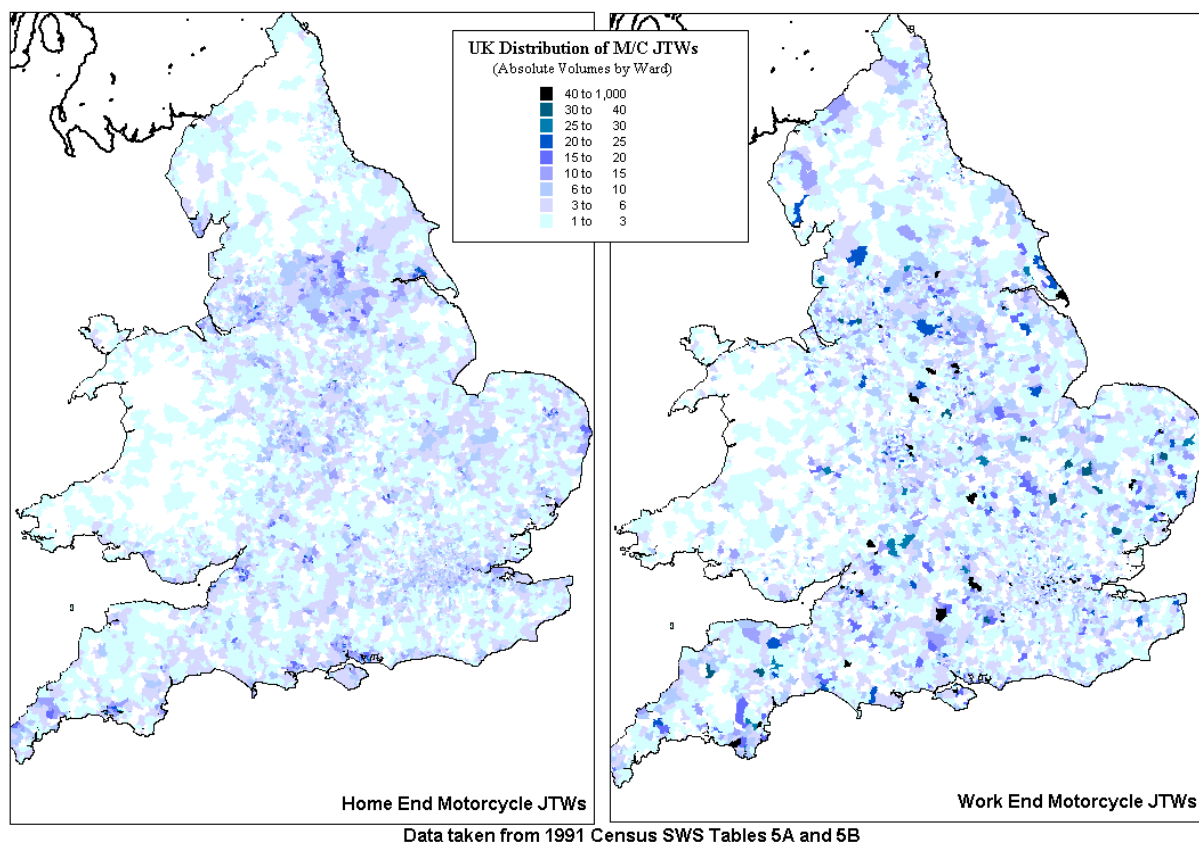 UK Distribution of M/C JTWs
(Absolute Volumes by Ward)
40 to 1,000
30 to 40
25 to 30
20 to 25
15 to 20
10 to 15
6 to 10
3 to 6
1 to 3
Home End Motorcycle JTWs
Work End Motorcycle JTWs
Data taken from 1991 Census SWS Tables 5A and 5B